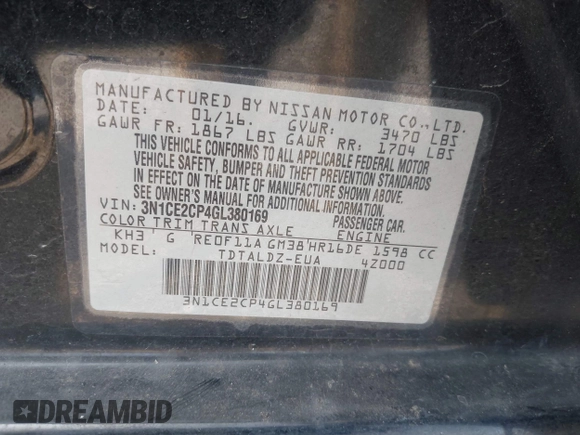 MANUFACTURED BY NISSAN MOTOR CO., LTD.
DATE: 01/16. GVWR: 3470 LBS
GAWR FR: 1867 LBS GAWR RR: 1704 LBS
THIS VEHICLE CONFORMS TO ALL APPLICABLE FEDERAL MOTOR
VEHICLE SAFETY, BUMPER AND THEFT PREVENTION STANDARDS
IN EFFECT ON THE DATE OF MANUFACTURE SHOWN ABOVE.
SEE OWNER'S MANUAL FOR ADDITIONAL INFORMATION.
VIN: 3N1CE2CP4GL380169 PASSENGER CAR.
COLOR TRIM TRANS AXLE ENGINE
KH3 G RE0F11A GM38 HR16DE 1598 CC
MODEL: TDTALDZ-EUA 42000
3N1CE2CP4GL380169
DREAMBID